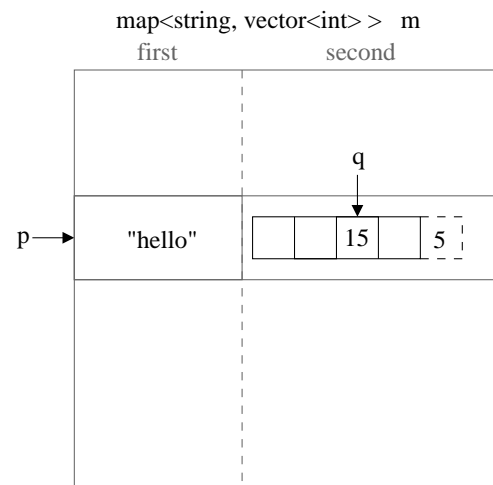 map<string, vector<int> > m
first second
q
p "hello" 15 5